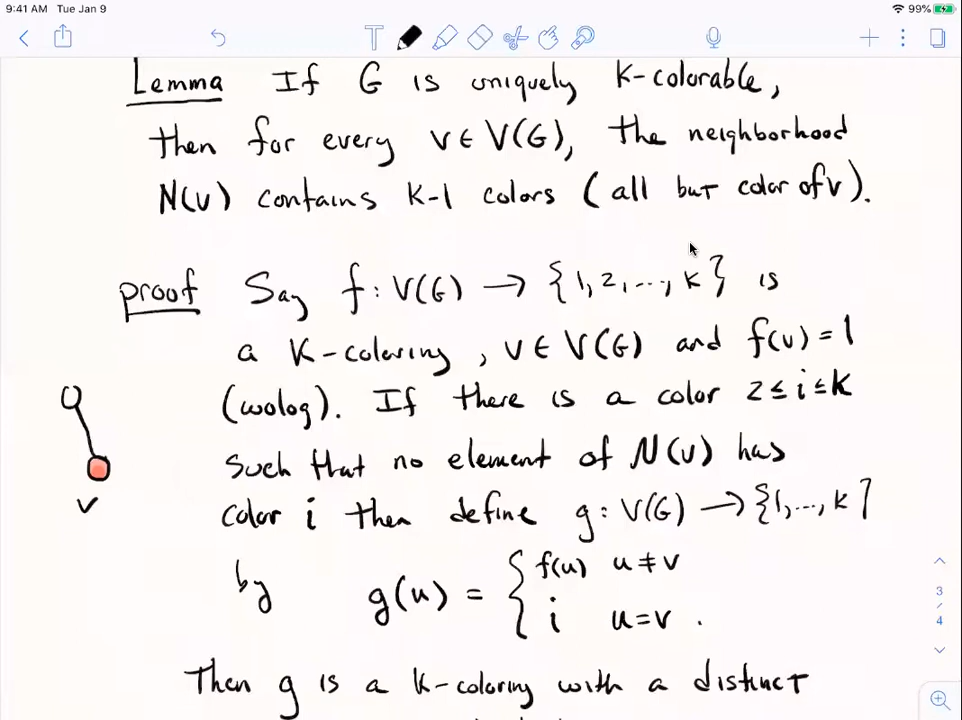 9:41 AM Tue Jan 9
99%
Lemma If G is uniquely k-colorable,
then for every v ∈ V(G), the neighborhood
N(v) contains k-1 colors (all but color of v).
proof Say f: V(G) → {1,2,...,k} is
a k-coloring, v ∈ V(G) and f(v) = 1
(wolog). If there is a color 2 ≤ i ≤ k
such that no element of N(v) has
color i then define g: V(G) → {1,...,k}
v
by g(u) = { f(u) u ≠ v
i u = v.
3
/
4
Then g is a k-coloring with a distinct